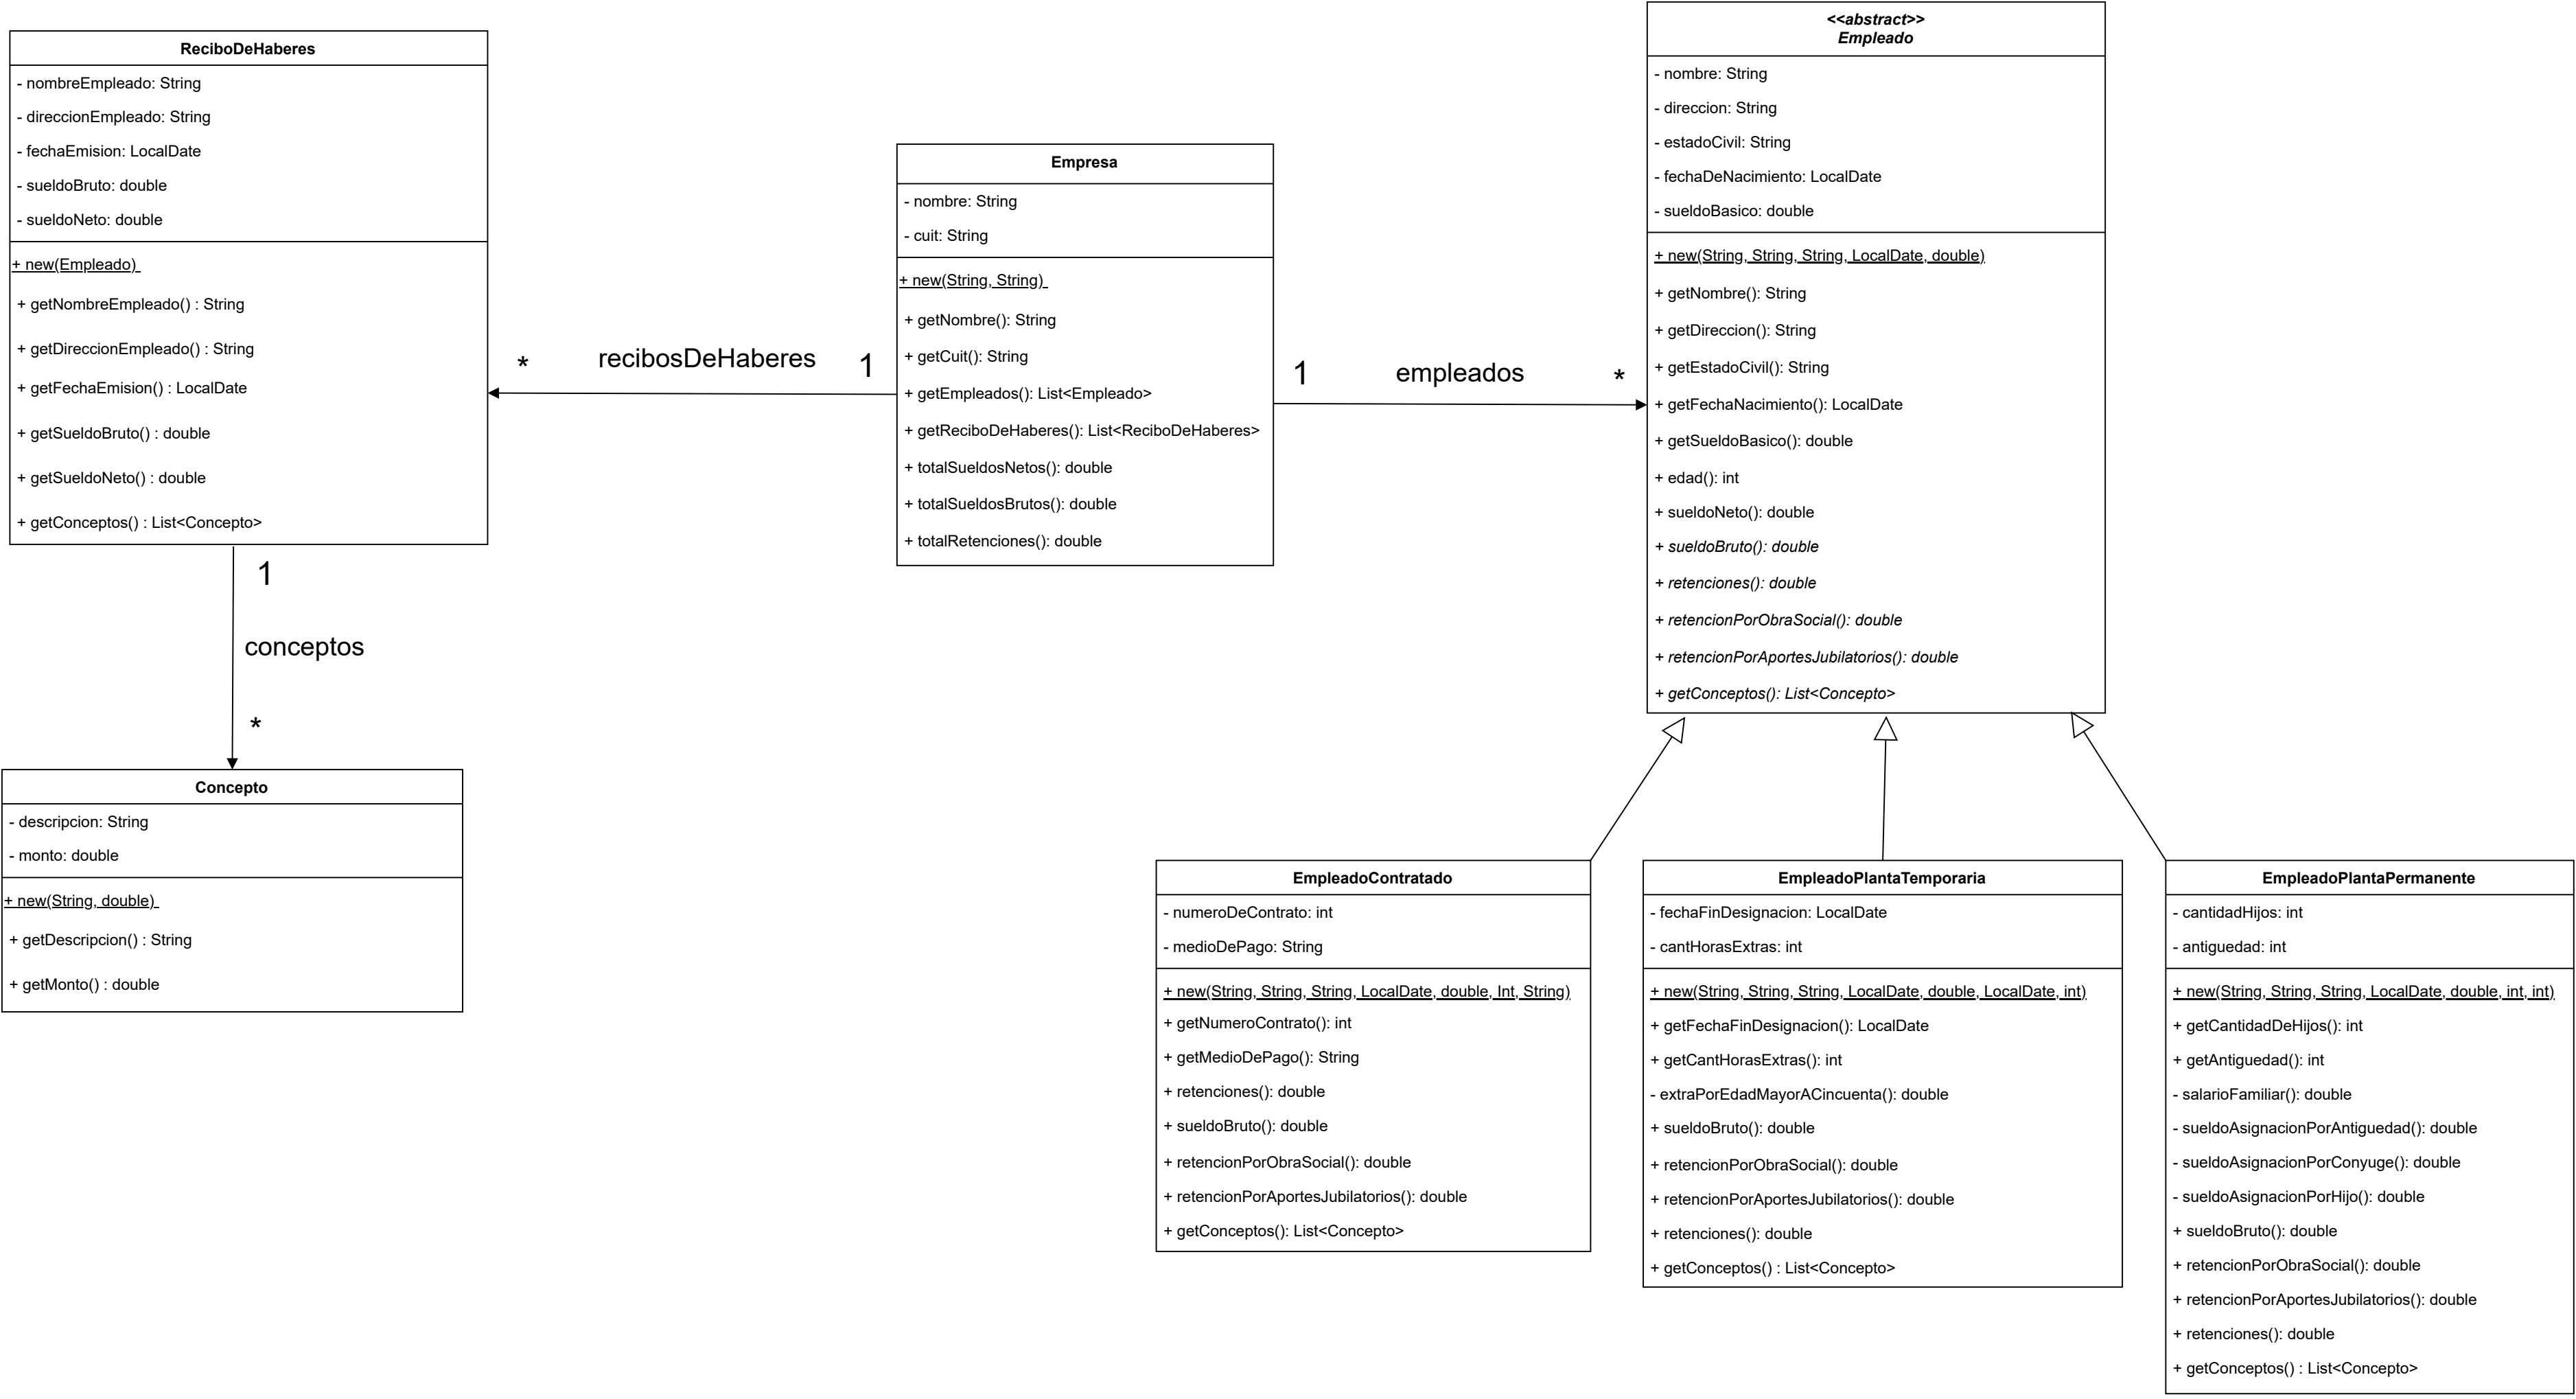 ReciboDeHaberes
- nombreEmpleado: String
- direccionEmpleado: String
- fechaEmision: LocalDate
- sueldoBruto: double
- sueldoNeto: double
+ new(Empleado)
+ getNombreEmpleado() : String
+ getDireccionEmpleado() : String
+ getFechaEmision() : LocalDate
+ getSueldoBruto() : double
+ getSueldoNeto() : double
+ getConceptos() : List<Concepto>
* recibosDeHaberes 1
Empresa
- nombre: String
- cuit: String
+ new(String, String)
+ getNombre(): String
+ getCuit(): String
+ getEmpleados(): List<Empleado>
+ getReciboDeHaberes(): List<ReciboDeHaberes>
+ totalSueldosNetos(): double
+ totalSueldosBrutos(): double
+ totalRetenciones(): double
1 empleados *
<<abstract>>
Empleado
- nombre: String
- direccion: String
- estadoCivil: String
- fechaDeNacimiento: LocalDate
- sueldoBasico: double
+ new(String, String, String, LocalDate, double)
+ getNombre(): String
+ getDireccion(): String
+ getEstadoCivil(): String
+ getFechaNacimiento(): LocalDate
+ getSueldoBasico(): double
+ edad(): int
+ sueldoNeto(): double
+ sueldoBruto(): double
+ retenciones(): double
+ retencionPorObraSocial(): double
+ retencionPorAportesJubilatorios(): double
+ getConceptos(): List<Concepto>
1
conceptos
*
Concepto
- descripcion: String
- monto: double
+ new(String, double)
+ getDescripcion() : String
+ getMonto() : double
EmpleadoContratado
- numeroDeContrato: int
- medioDePago: String
+ new(String, String, String, LocalDate, double, Int, String)
+ getNumeroContrato(): int
+ getMedioDePago(): String
+ retenciones(): double
+ sueldoBruto(): double
+ retencionPorObraSocial(): double
+ retencionPorAportesJubilatorios(): double
+ getConceptos(): List<Concepto>
EmpleadoPlantaTemporaria
- fechaFinDesignacion: LocalDate
- cantHorasExtras: int
+ new(String, String, String, LocalDate, double, LocalDate, int)
+ getFechaFinDesignacion(): LocalDate
+ getCantHorasExtras(): int
- extraPorEdadMayorACincuenta(): double
+ sueldoBruto(): double
+ retencionPorObraSocial(): double
+ retencionPorAportesJubilatorios(): double
+ retenciones(): double
+ getConceptos() : List<Concepto>
EmpleadoPlantaPermanente
- cantidadHijos: int
- antiguedad: int
+ new(String, String, String, LocalDate, double, int, int)
+ getCantidadDeHijos(): int
+ getAntiguedad(): int
- salarioFamiliar(): double
- sueldoAsignacionPorAntiguedad(): double
- sueldoAsignacionPorConyuge(): double
- sueldoAsignacionPorHijo(): double
+ sueldoBruto(): double
+ retencionPorObraSocial(): double
+ retencionPorAportesJubilatorios(): double
+ retenciones(): double
+ getConceptos() : List<Concepto>